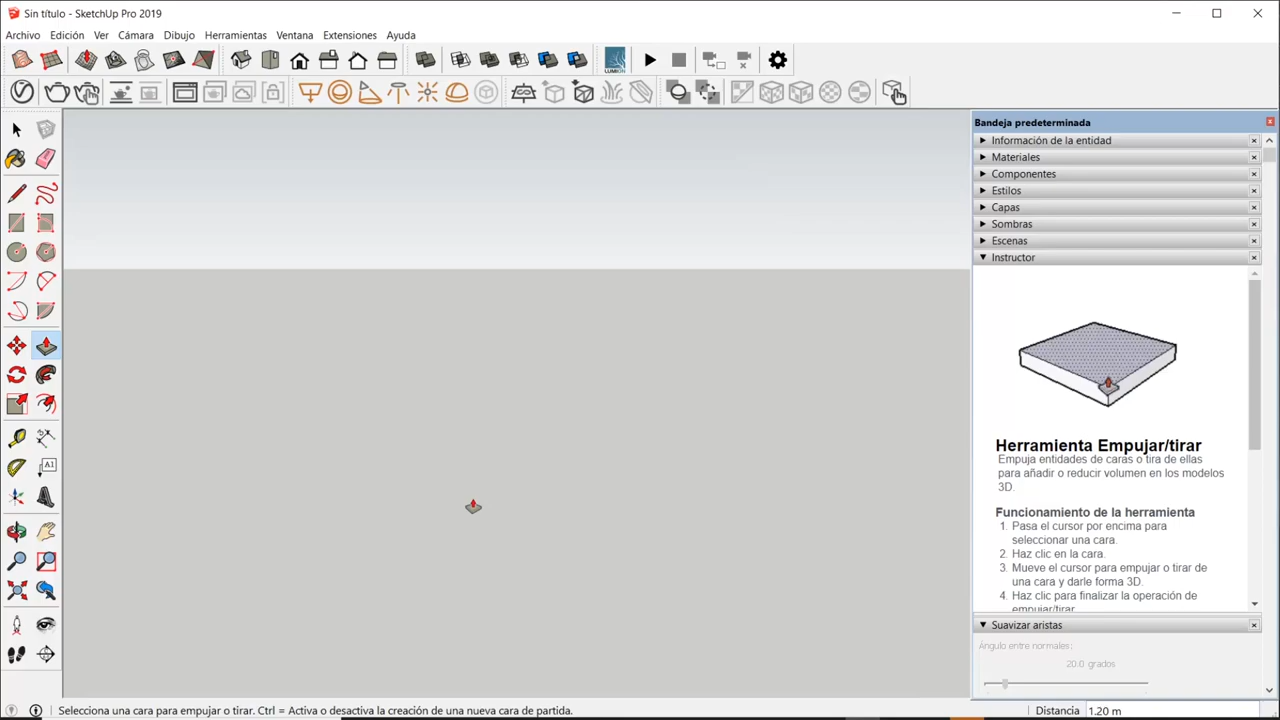 Sin título - SketchUp Pro 2019
Archivo Edición Ver Cámara Dibujo Herramientas Ventana Extensiones Ayuda
LUMION
Bandeja predeterminada
Información de la entidad
Materiales
Componentes
Estilos
Capas
Sombras
Escenas
Instructor
Herramienta Empujar/tirar
Empuja entidades de caras o tira de ellas
para añadir o reducir volumen en los modelos
3D.
Funcionamiento de la herramienta
1. Pasa el cursor por encima para
seleccionar una cara.
2. Haz clic en la cara.
3. Mueve el cursor para empujar o tirar de
una cara y darle forma 3D.
4. Haz clic para finalizar la operación de
empujar/tirar
Suavizar aristas
Ángulo entre normales:
20.0 grados
A1
Selecciona una cara para empujar o tirar. Ctrl = Activa o desactiva la creación de una nueva cara de partida.
Distancia 1.20 m